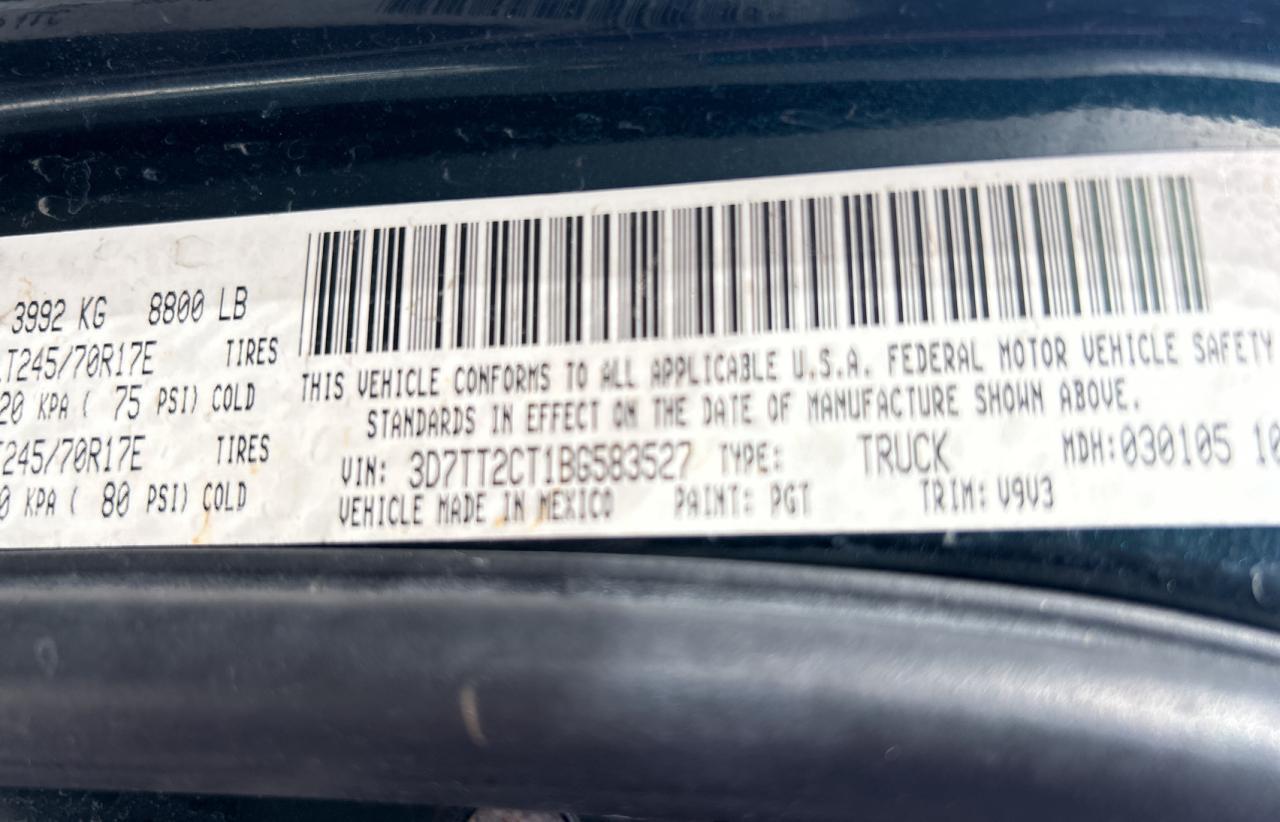 3992 KG 8800 LB
T245/70R17E TIRES
20 KPA ( 75 PSI) COLD
T245/70R17E TIRES
0 KPA ( 80 PSI) COLD
THIS VEHICLE CONFORMS TO ALL APPLICABLE U.S.A. FEDERAL MOTOR VEHICLE SAFETY
STANDARDS IN EFFECT ON THE DATE OF MANUFACTURE SHOWN ABOVE.
VIN: 3D7TT2CT1BG583527 TYPE: TRUCK MDH:030105 10
VEHICLE MADE IN MEXICO PAINT: PGT TRIM: V9V3